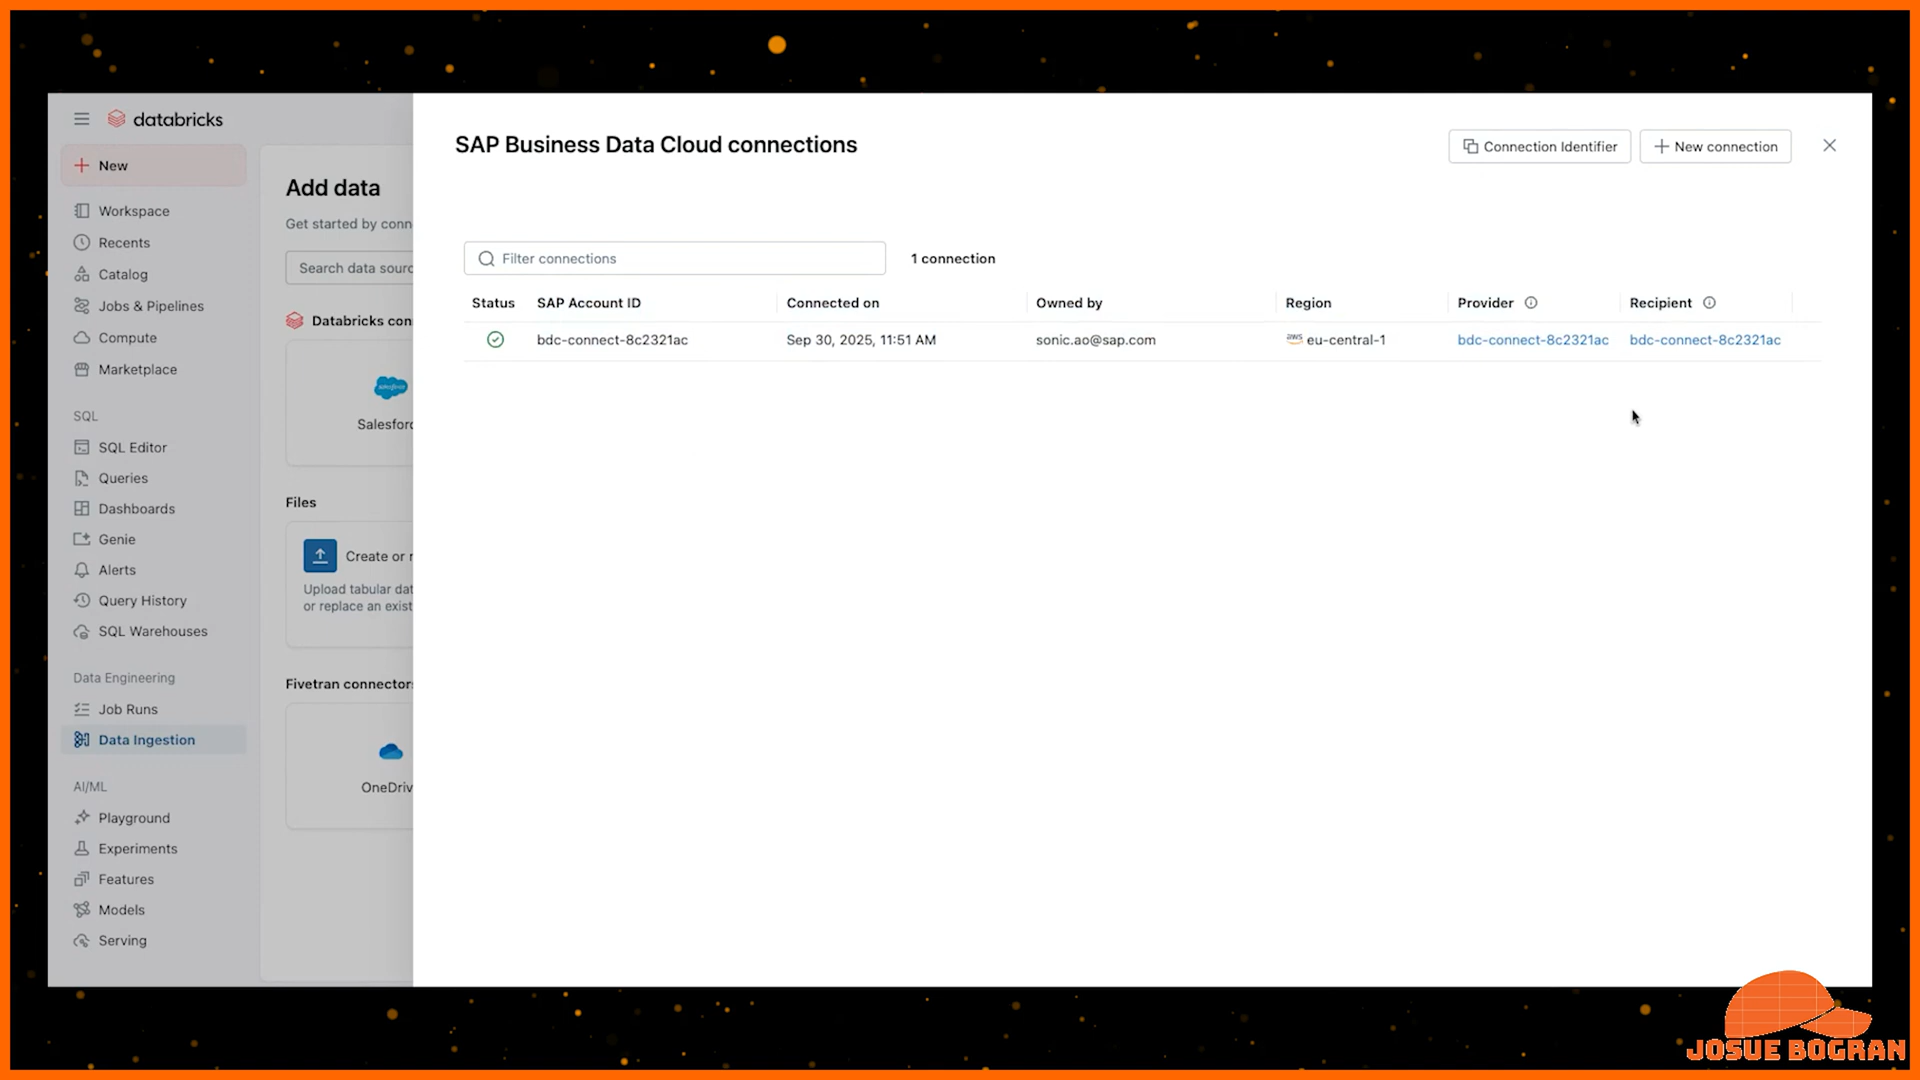 databricks
New
Workspace
Recents
Catalog
Jobs & Pipelines
Compute
Marketplace
SQL
SQL Editor
Queries
Dashboards
Genie
Alerts
Query History
SQL Warehouses
Data Engineering
Job Runs
Data Ingestion
AI/ML
Playground
Experiments
Features
Models
Serving
Add data
Get started by conn
Search data sourc
Databricks con
salesforce
Salesforc
Files
Create or r
Upload tabular dat
or replace an exist
Fivetran connectors
OneDriv
SAP Business Data Cloud connections
Connection Identifier
New connection
Filter connections
1 connection
Status SAP Account ID Connected on Owned by Region Provider Recipient
bdc-connect-8c2321ac Sep 30, 2025, 11:51 AM sonic.ao@sap.com aws eu-central-1 bdc-connect-8c2321ac bdc-connect-8c2321ac
JOSUE BOGRAN